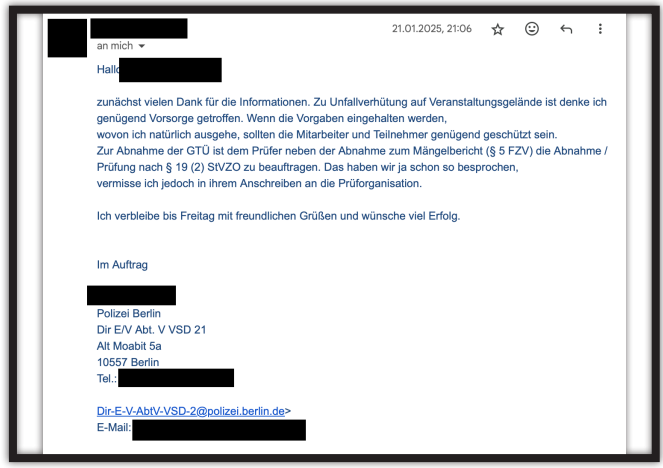 21.01.2025, 21:06
an mich
Hallo
zunächst vielen Dank für die Informationen. Zu Unfallverhütung auf Veranstaltungsgelände ist denke ich
genügend Vorsorge getroffen. Wenn die Vorgaben eingehalten werden,
wovon ich natürlich ausgehe, sollten die Mitarbeiter und Teilnehmer genügend geschützt sein.
Zur Abnahme der GTÜ ist dem Prüfer neben der Abnahme zum Mängelbericht (§ 5 FZV) die Abnahme /
Prüfung nach § 19 (2) StVZO zu beauftragen. Das haben wir ja schon so besprochen,
vermisse ich jedoch in ihrem Anschreiben an die Prüforganisation.
Ich verbleibe bis Freitag mit freundlichen Grüßen und wünsche viel Erfolg.
Im Auftrag
Polizei Berlin
Dir E/V Abt. V VSD 21
Alt Moabit 5a
10557 Berlin
Tel.:
Dir-E-V-AbtV-VSD-2@polizei.berlin.de>
E-Mail: